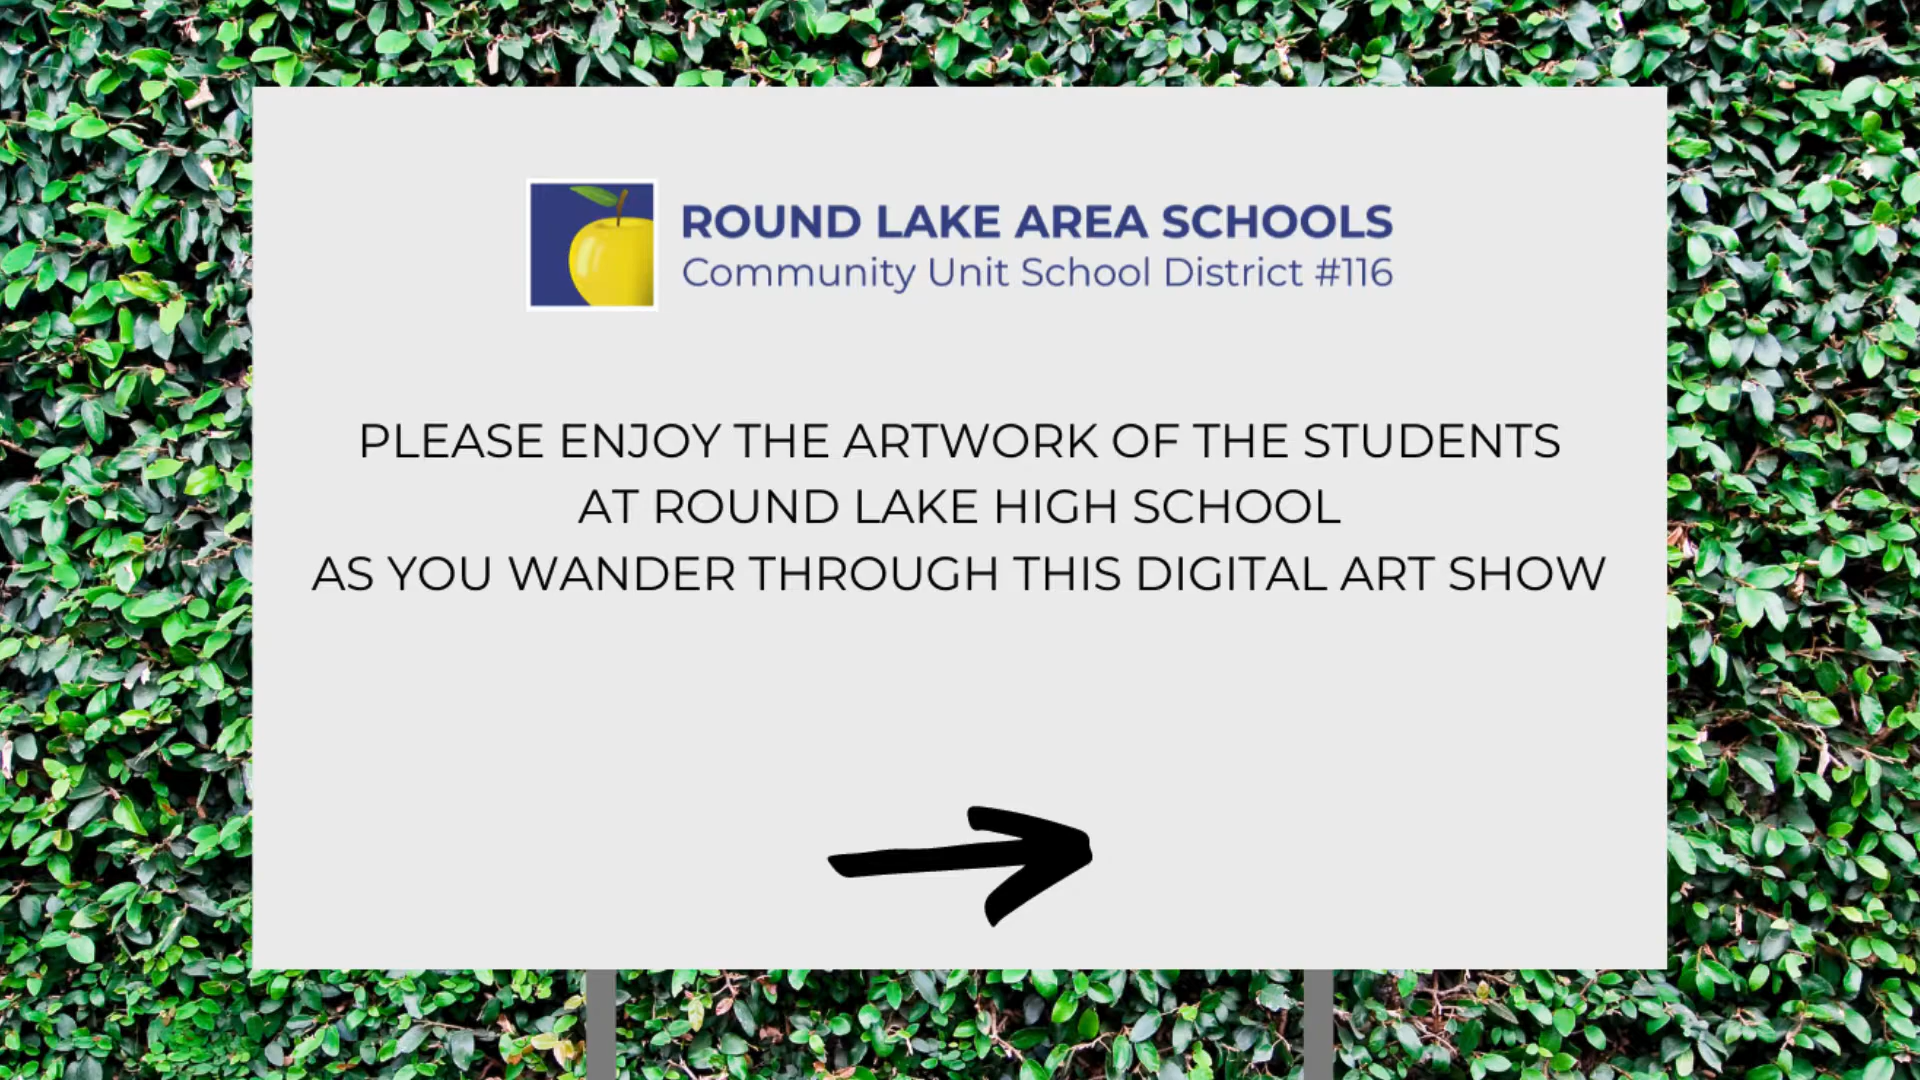 ROUND LAKE AREA SCHOOLS
Community Unit School District #116
PLEASE ENJOY THE ARTWORK OF THE STUDENTS
AT ROUND LAKE HIGH SCHOOL
AS YOU WANDER THROUGH THIS DIGITAL ART SHOW